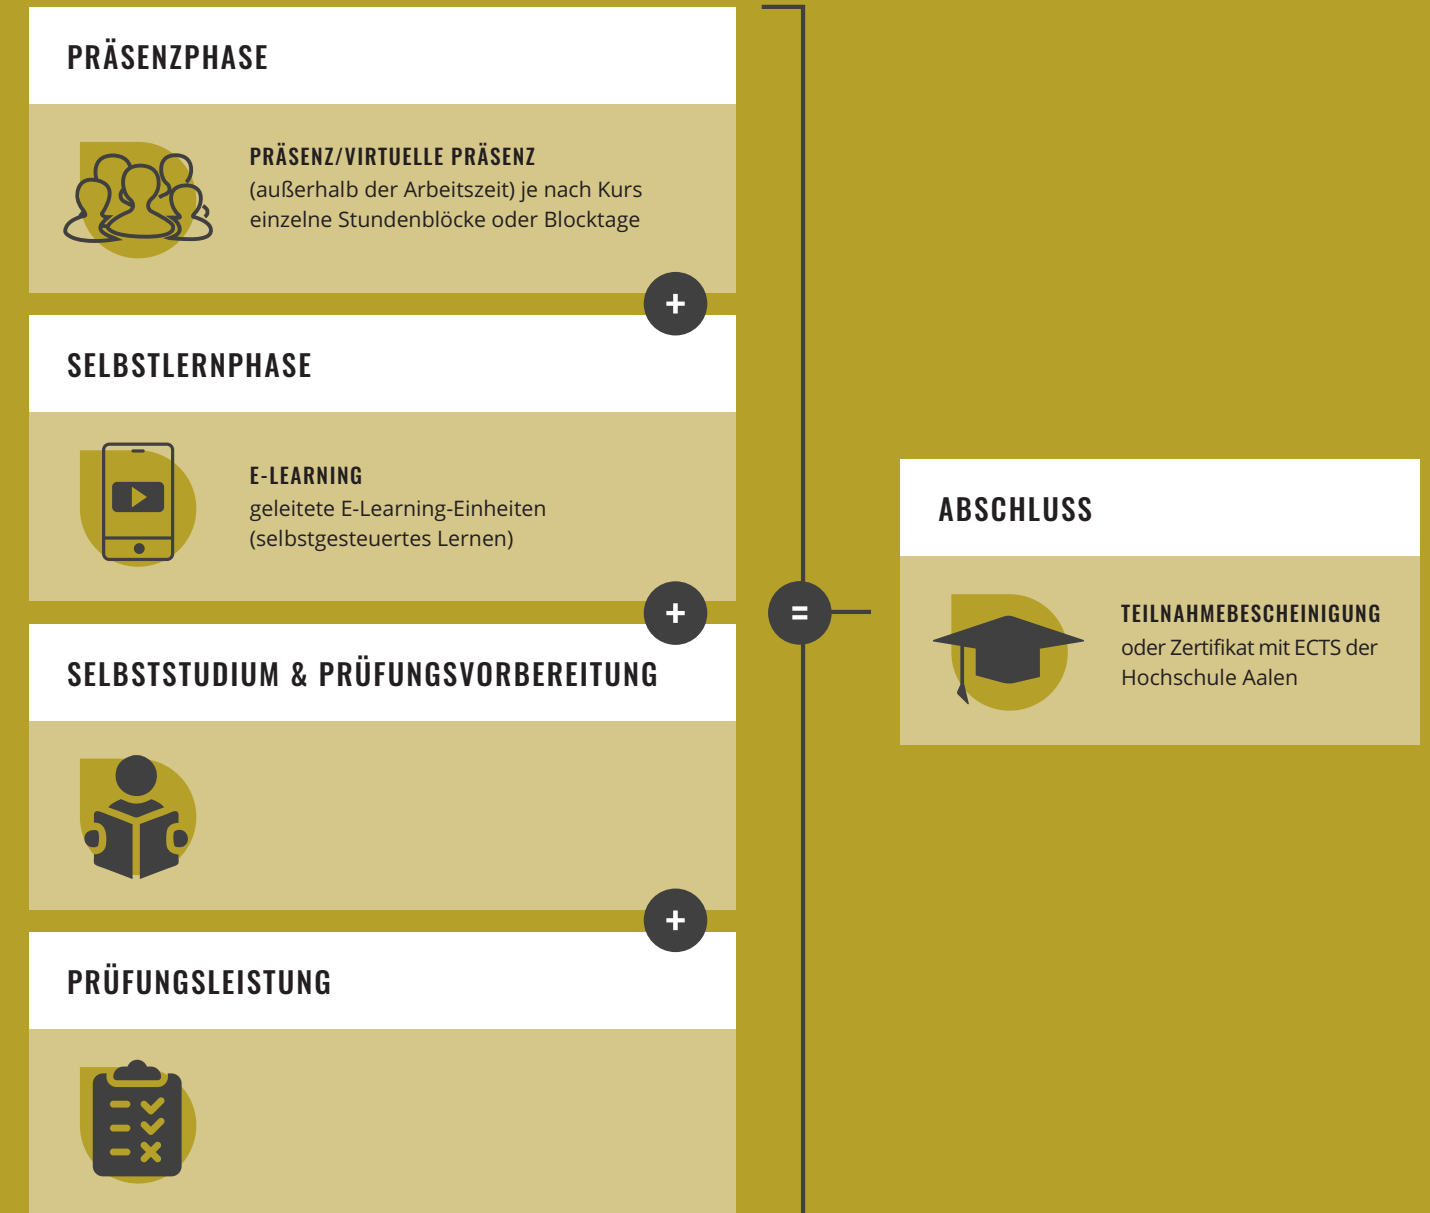 PRÄSENZPHASE
PRÄSENZ/VIRTUELLE PRÄSENZ
(außerhalb der Arbeitszeit) je nach Kurs
einzelne Stundenblöcke oder Blocktage
+
SELBSTLERNPHASE
E-LEARNING
geleitete E-Learning-Einheiten
(selbstgesteuertes Lernen)
+
SELBSTSTUDIUM & PRÜFUNGSVORBEREITUNG
+
PRÜFUNGSLEISTUNG
=
ABSCHLUSS
TEILNAHMEBESCHEINIGUNG
oder Zertifikat mit ECTS der
Hochschule Aalen